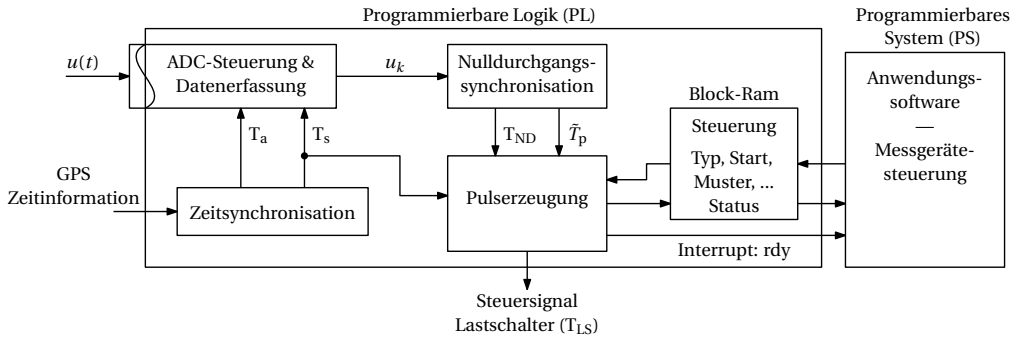 Programmierbare Logik (PL)
Programmierbares
System (PS)
u(t)
ADC-Steuerung &
Datenerfassung
u_k
Nulldurchgangs-
synchronisation
Block-Ram
Anwendungs-
software
—
Messgeräte-
steuerung
T_a
T_s
T_ND
T̃_p
Steuerung
Typ, Start,
Muster, ...
Status
GPS
Zeitinformation
Zeitsynchronisation
Pulserzeugung
Interrupt: rdy
Steuersignal
Lastschalter (T_LS)